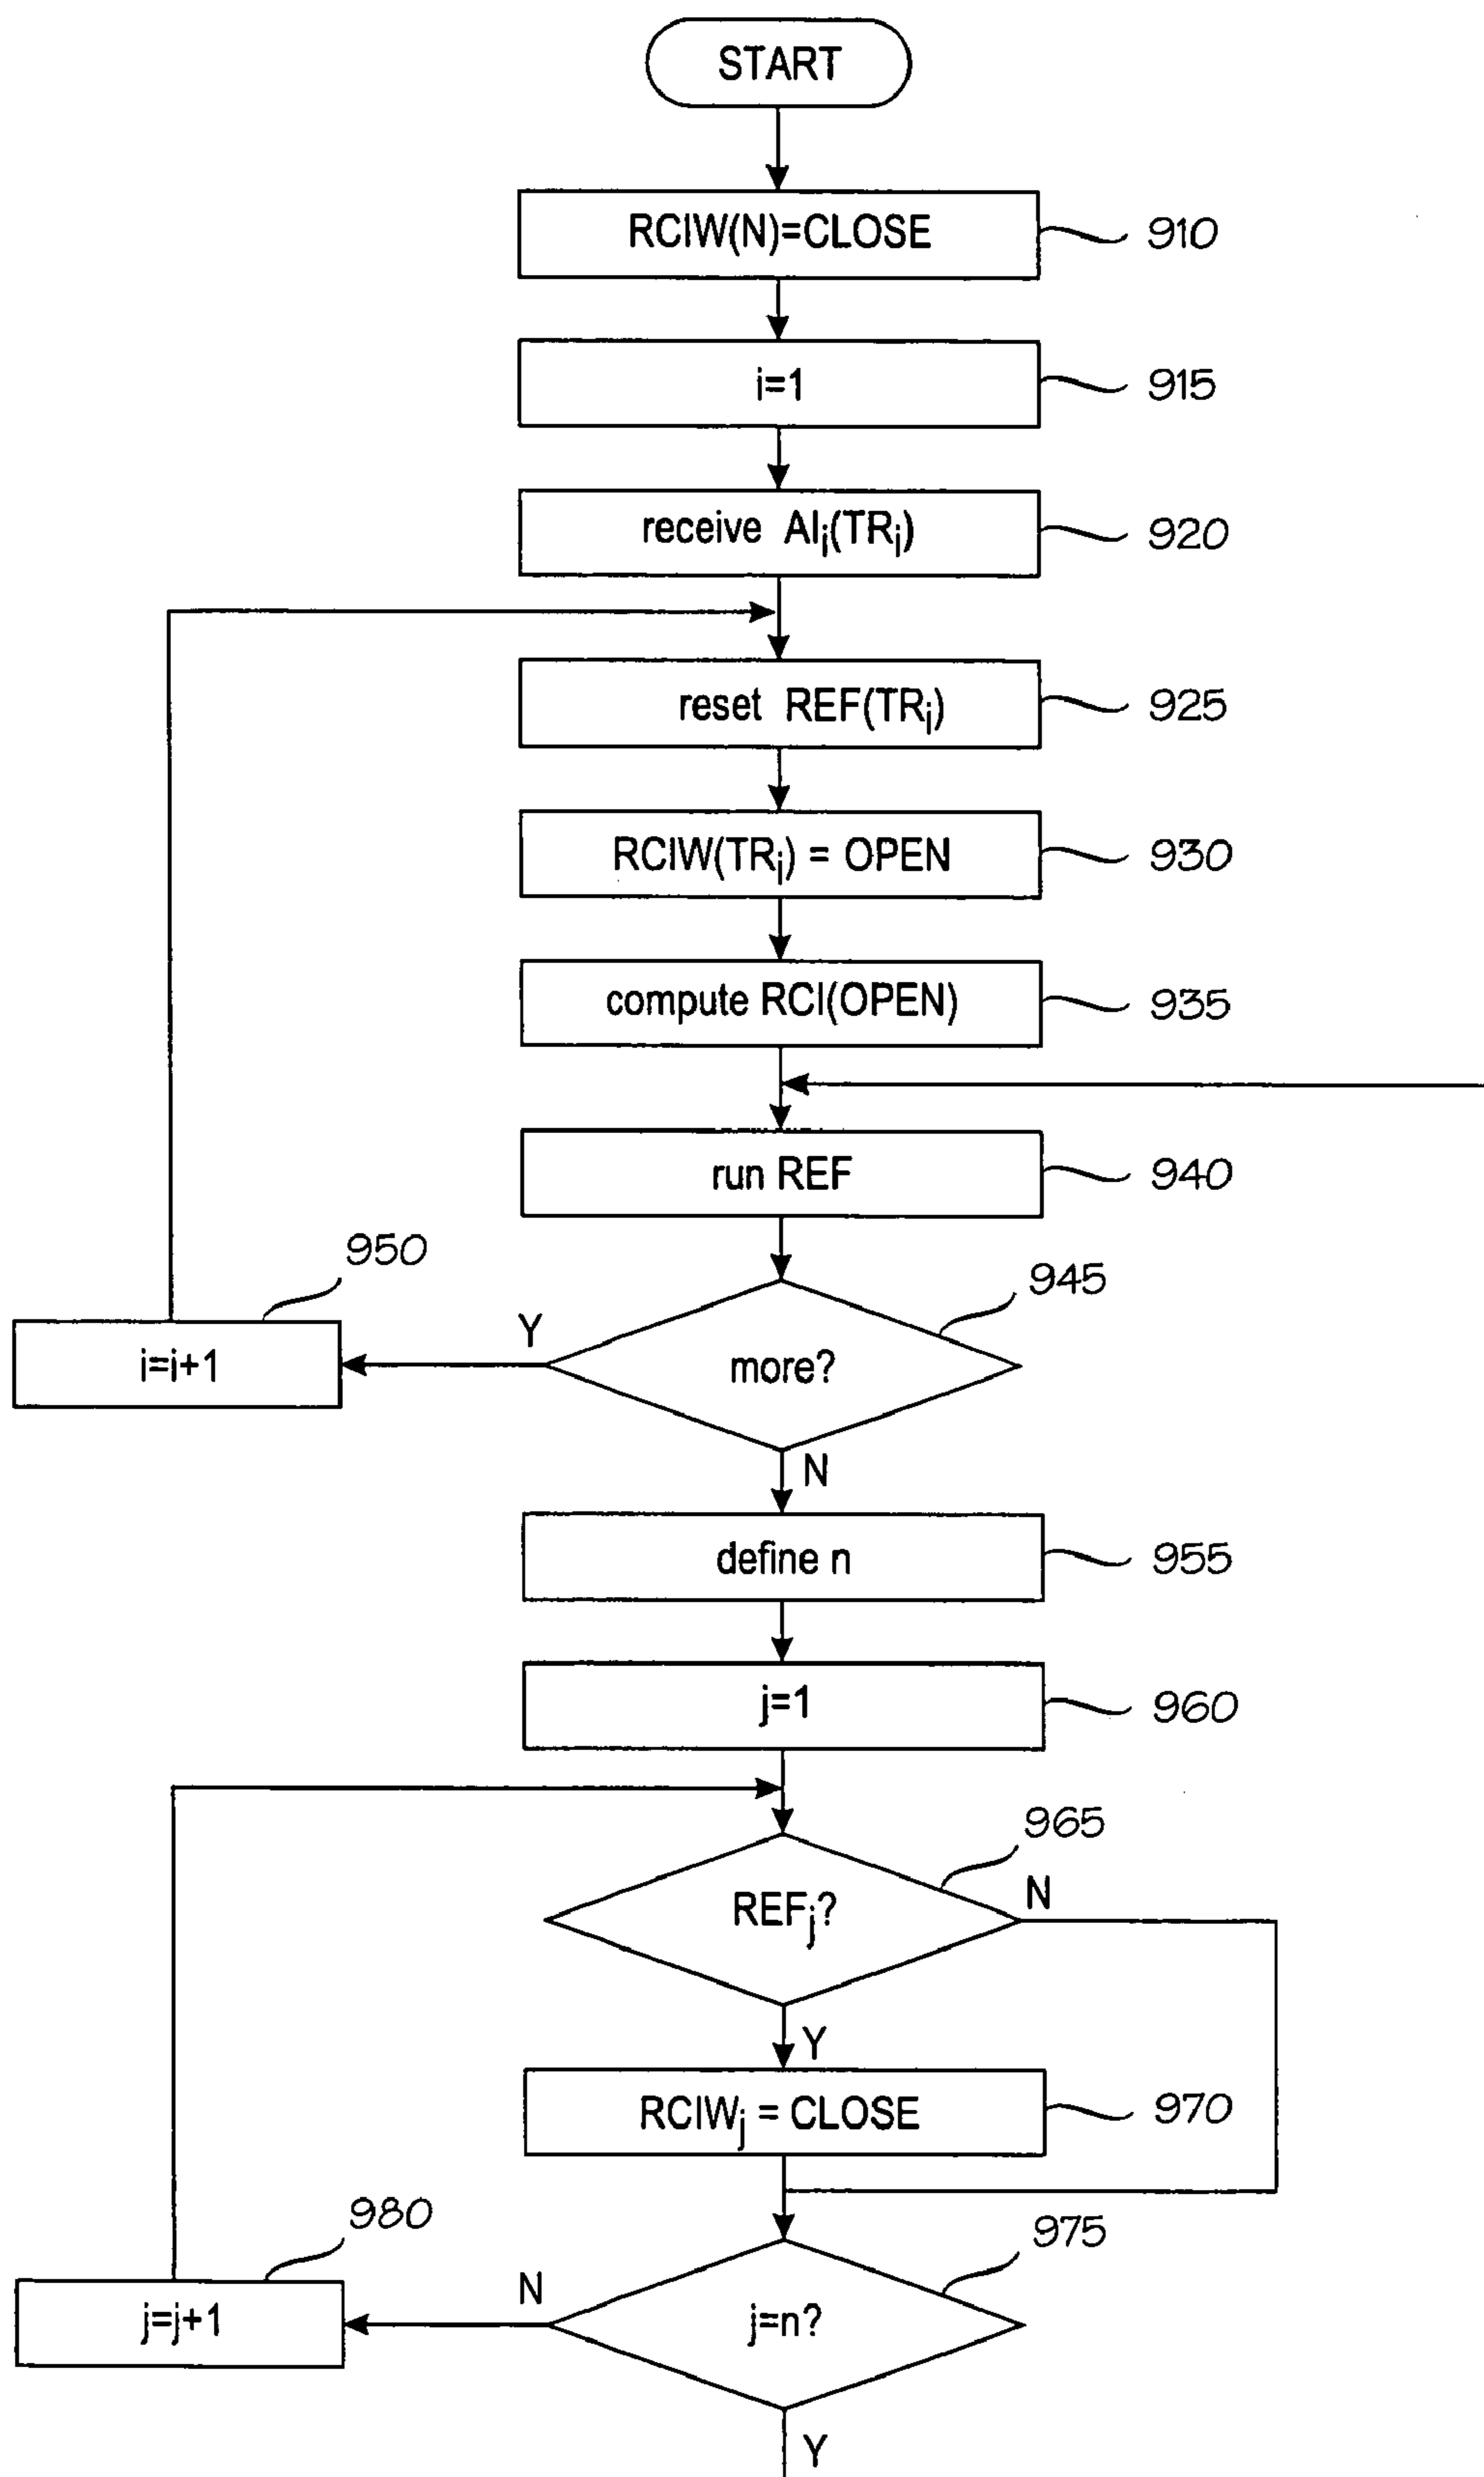 START
RCIW(N)=CLOSE
910
i=1
915
receive AIi(TRi)
920
reset REF(TRi)
925
RCIW(TRi) = OPEN
930
compute RCI(OPEN)
935
run REF
940
950
945
Y
i=i+1
more?
N
define n
955
j=1
960
965
REFj?
N
Y
RCIWj = CLOSE
970
980
975
N
j=j+1
j=n?
Y